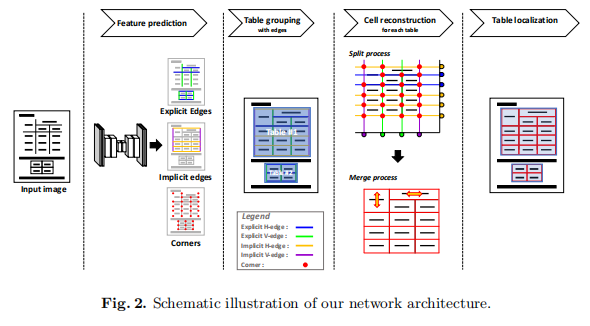 Feature prediction
Table grouping
with edges
Cell reconstruction
for each table
Table localization
Split process
Explicit Edges
Input image
Implicit edges
Corners
Table #1
Merge process
Legend
Explicit H-edge :
Explicit V-edge :
Implicit H-edge :
Implicit V-edge :
Corner :
Fig. 2. Schematic illustration of our network architecture.